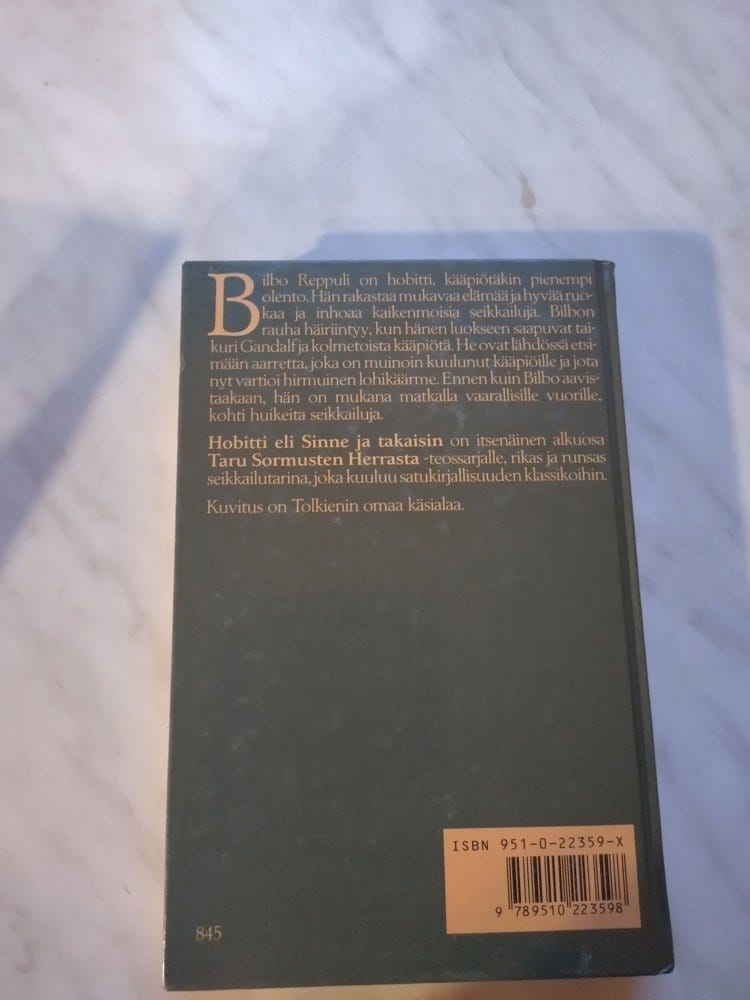 Bilbo Reppuli on hobitti, kääpiötäkin pienempi
olento. Hän rakastaa mukavaa elämää ja hyvää ruo-
kaa ja inhoaa kaikenmoisia seikkailuja. Bilbon
rauha häiriintyy, kun hänen luokseen saapuvat tai-
kuri Gandalf ja kolmetoista kääpiötä. He ovat lähdössä etsi-
mään aarretta, joka on muinoin kuulunut kääpiöille ja jota
nyt vartioi hirmuinen lohikäärme. Ennen kuin Bilbo aavis-
taakaan, hän on mukana matkalla vaarallisille vuorille,
kohti huikeita seikkailuja.
Hobitti eli Sinne ja takaisin on itsenäinen alkuosa
Taru Sormusten Herrasta -teossarjalle, rikas ja runsas
seikkailutarina, joka kuuluu satukirjallisuuden klassikoihin.
Kuvitus on Tolkienin omaa käsialaa.
ISBN 951-0-22359-X
9 789510 223598
845